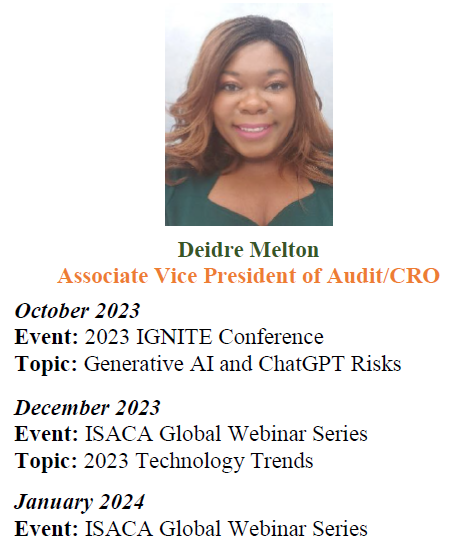 Deidre Melton
Associate Vice President of Audit/CRO
October 2023
Event: 2023 IGNITE Conference
Topic: Generative AI and ChatGPT Risks
December 2023
Event: ISACA Global Webinar Series
Topic: 2023 Technology Trends
January 2024
Event: ISACA Global Webinar Series